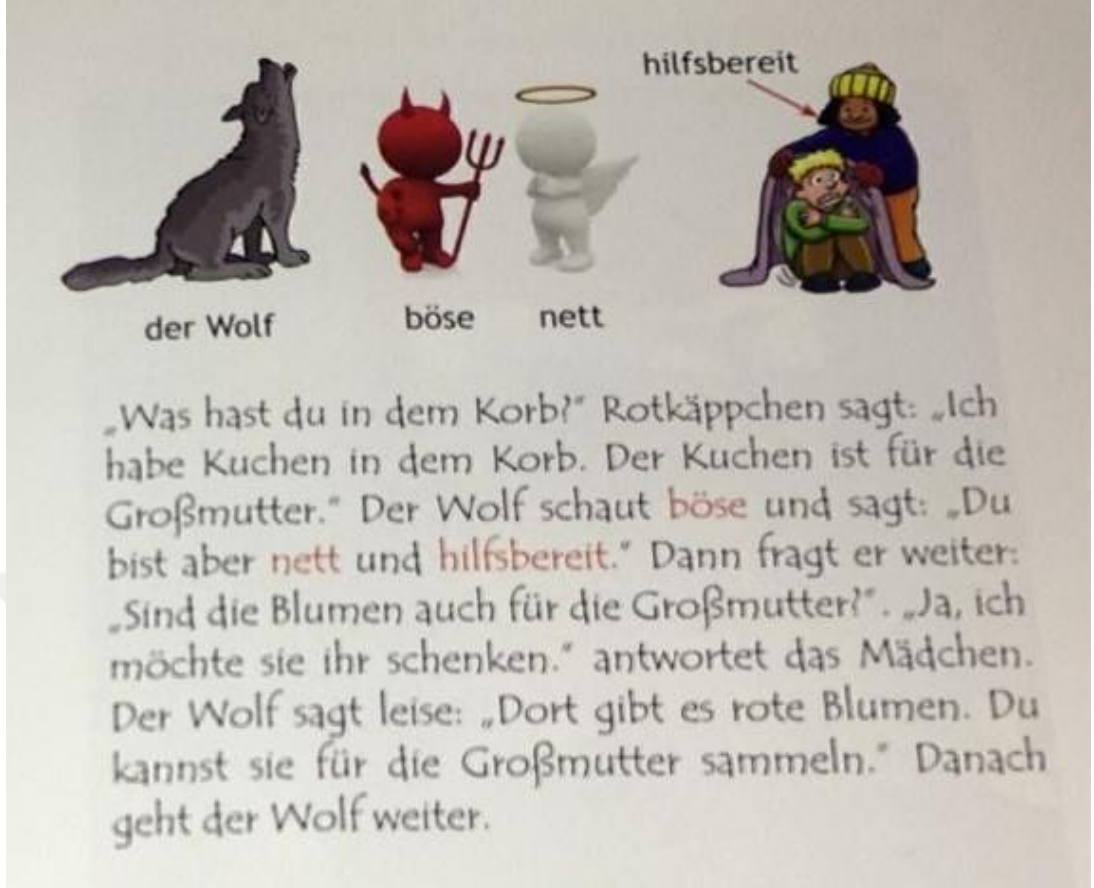 hilfsbereit
der Wolf
böse
nett
„Was hast du in dem Korb?“ Rotkäppchen sagt: „Ich
habe Kuchen in dem Korb. Der Kuchen ist für die
Großmutter.“ Der Wolf schaut böse und sagt: „Du
bist aber nett und hilfsbereit.“ Dann fragt er weiter:
„Sind die Blumen auch für die Großmutter?“. „Ja, ich
möchte sie ihr schenken.“ antwortet das Mädchen.
Der Wolf sagt leise: „Dort gibt es rote Blumen. Du
kannst sie für die Großmutter sammeln.“ Danach
geht der Wolf weiter.